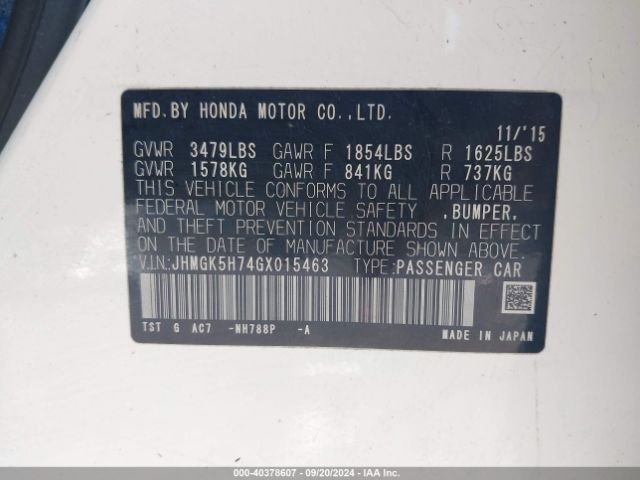 MFD.BY HONDA MOTOR CO.,LTD.
11/'15
GVWR 3479LBS GAWR F 1854LBS R 1625LBS
GVWR 1578KG GAWR F 841KG R 737KG
THIS VEHICLE CONFORMS TO ALL APPLICABLE
FEDERAL MOTOR VEHICLE SAFETY ,BUMPER,
AND THEFT PREVENTION STANDARDS IN EFFECT
ON THE DATE OF MANUFACTURE SHOWN ABOVE.
V.I.N:JHMGK5H74GX015463 TYPE:PASSENGER CAR
TST G AC7 -NH788P -A MADE IN JAPAN
000-40378607 / 09/20/2024 - Copyright IAA Inc.